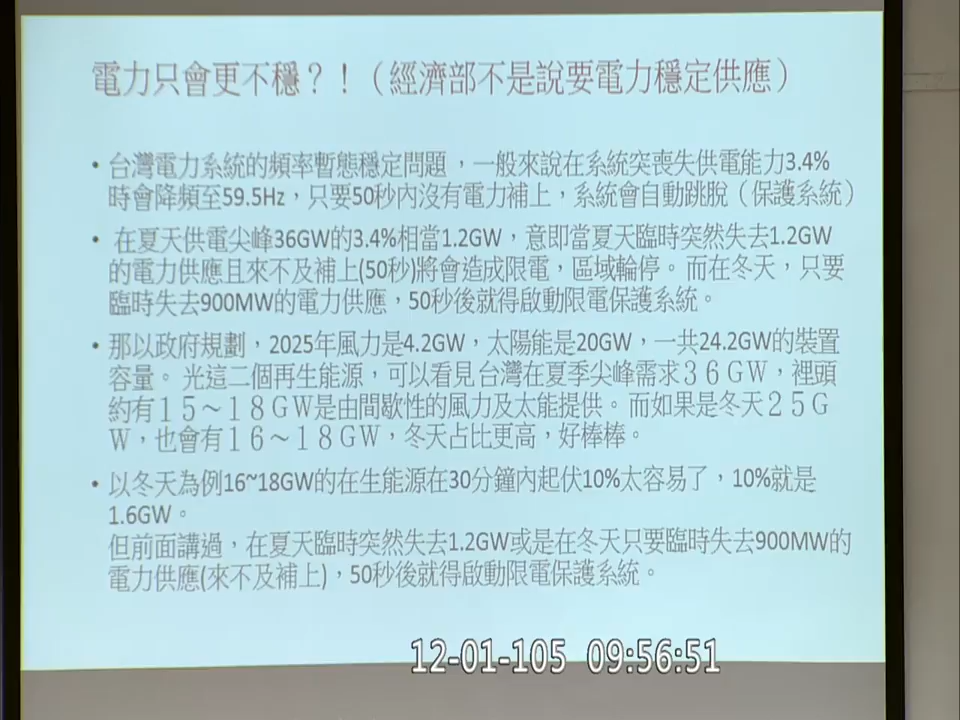 電力只會更不穩？！（經濟部不是說要電力穩定供應）
• 台灣電力系統的頻率暫態穩定問題，一般來說在系統突喪失供電能力3.4%
時會降頻至59.5Hz，只要50秒內沒有電力補上，系統會自動跳脫（保護系統）
• 在夏天供電尖峰36GW的3.4%相當1.2GW，意即當夏天臨時突然失去1.2GW
的電力供應且來不及補上(50秒)將會造成限電，區域輪停。而在冬天，只要
臨時失去900MW的電力供應，50秒後就得啟動限電保護系統。
• 那以政府規劃，2025年風力是4.2GW，太陽能是20GW，一共24.2GW的裝置
容量。光這二個再生能源，可以看見台灣在夏季尖峰需求３６GW，裡頭
約有１５～１８GW是由間歇性的風力及太能提供。而如果是冬天２５G
W，也會有１６～１８GW，冬天占比更高，好棒棒。
• 以冬天為例16~18GW的在生能源在30分鐘內起伏10%太容易了，10%就是
1.6GW。
但前面講過，在夏天臨時突然失去1.2GW或是在冬天只要臨時失去900MW的
電力供應(來不及補上)，50秒後就得啟動限電保護系統。
12-01-105 09:56:51